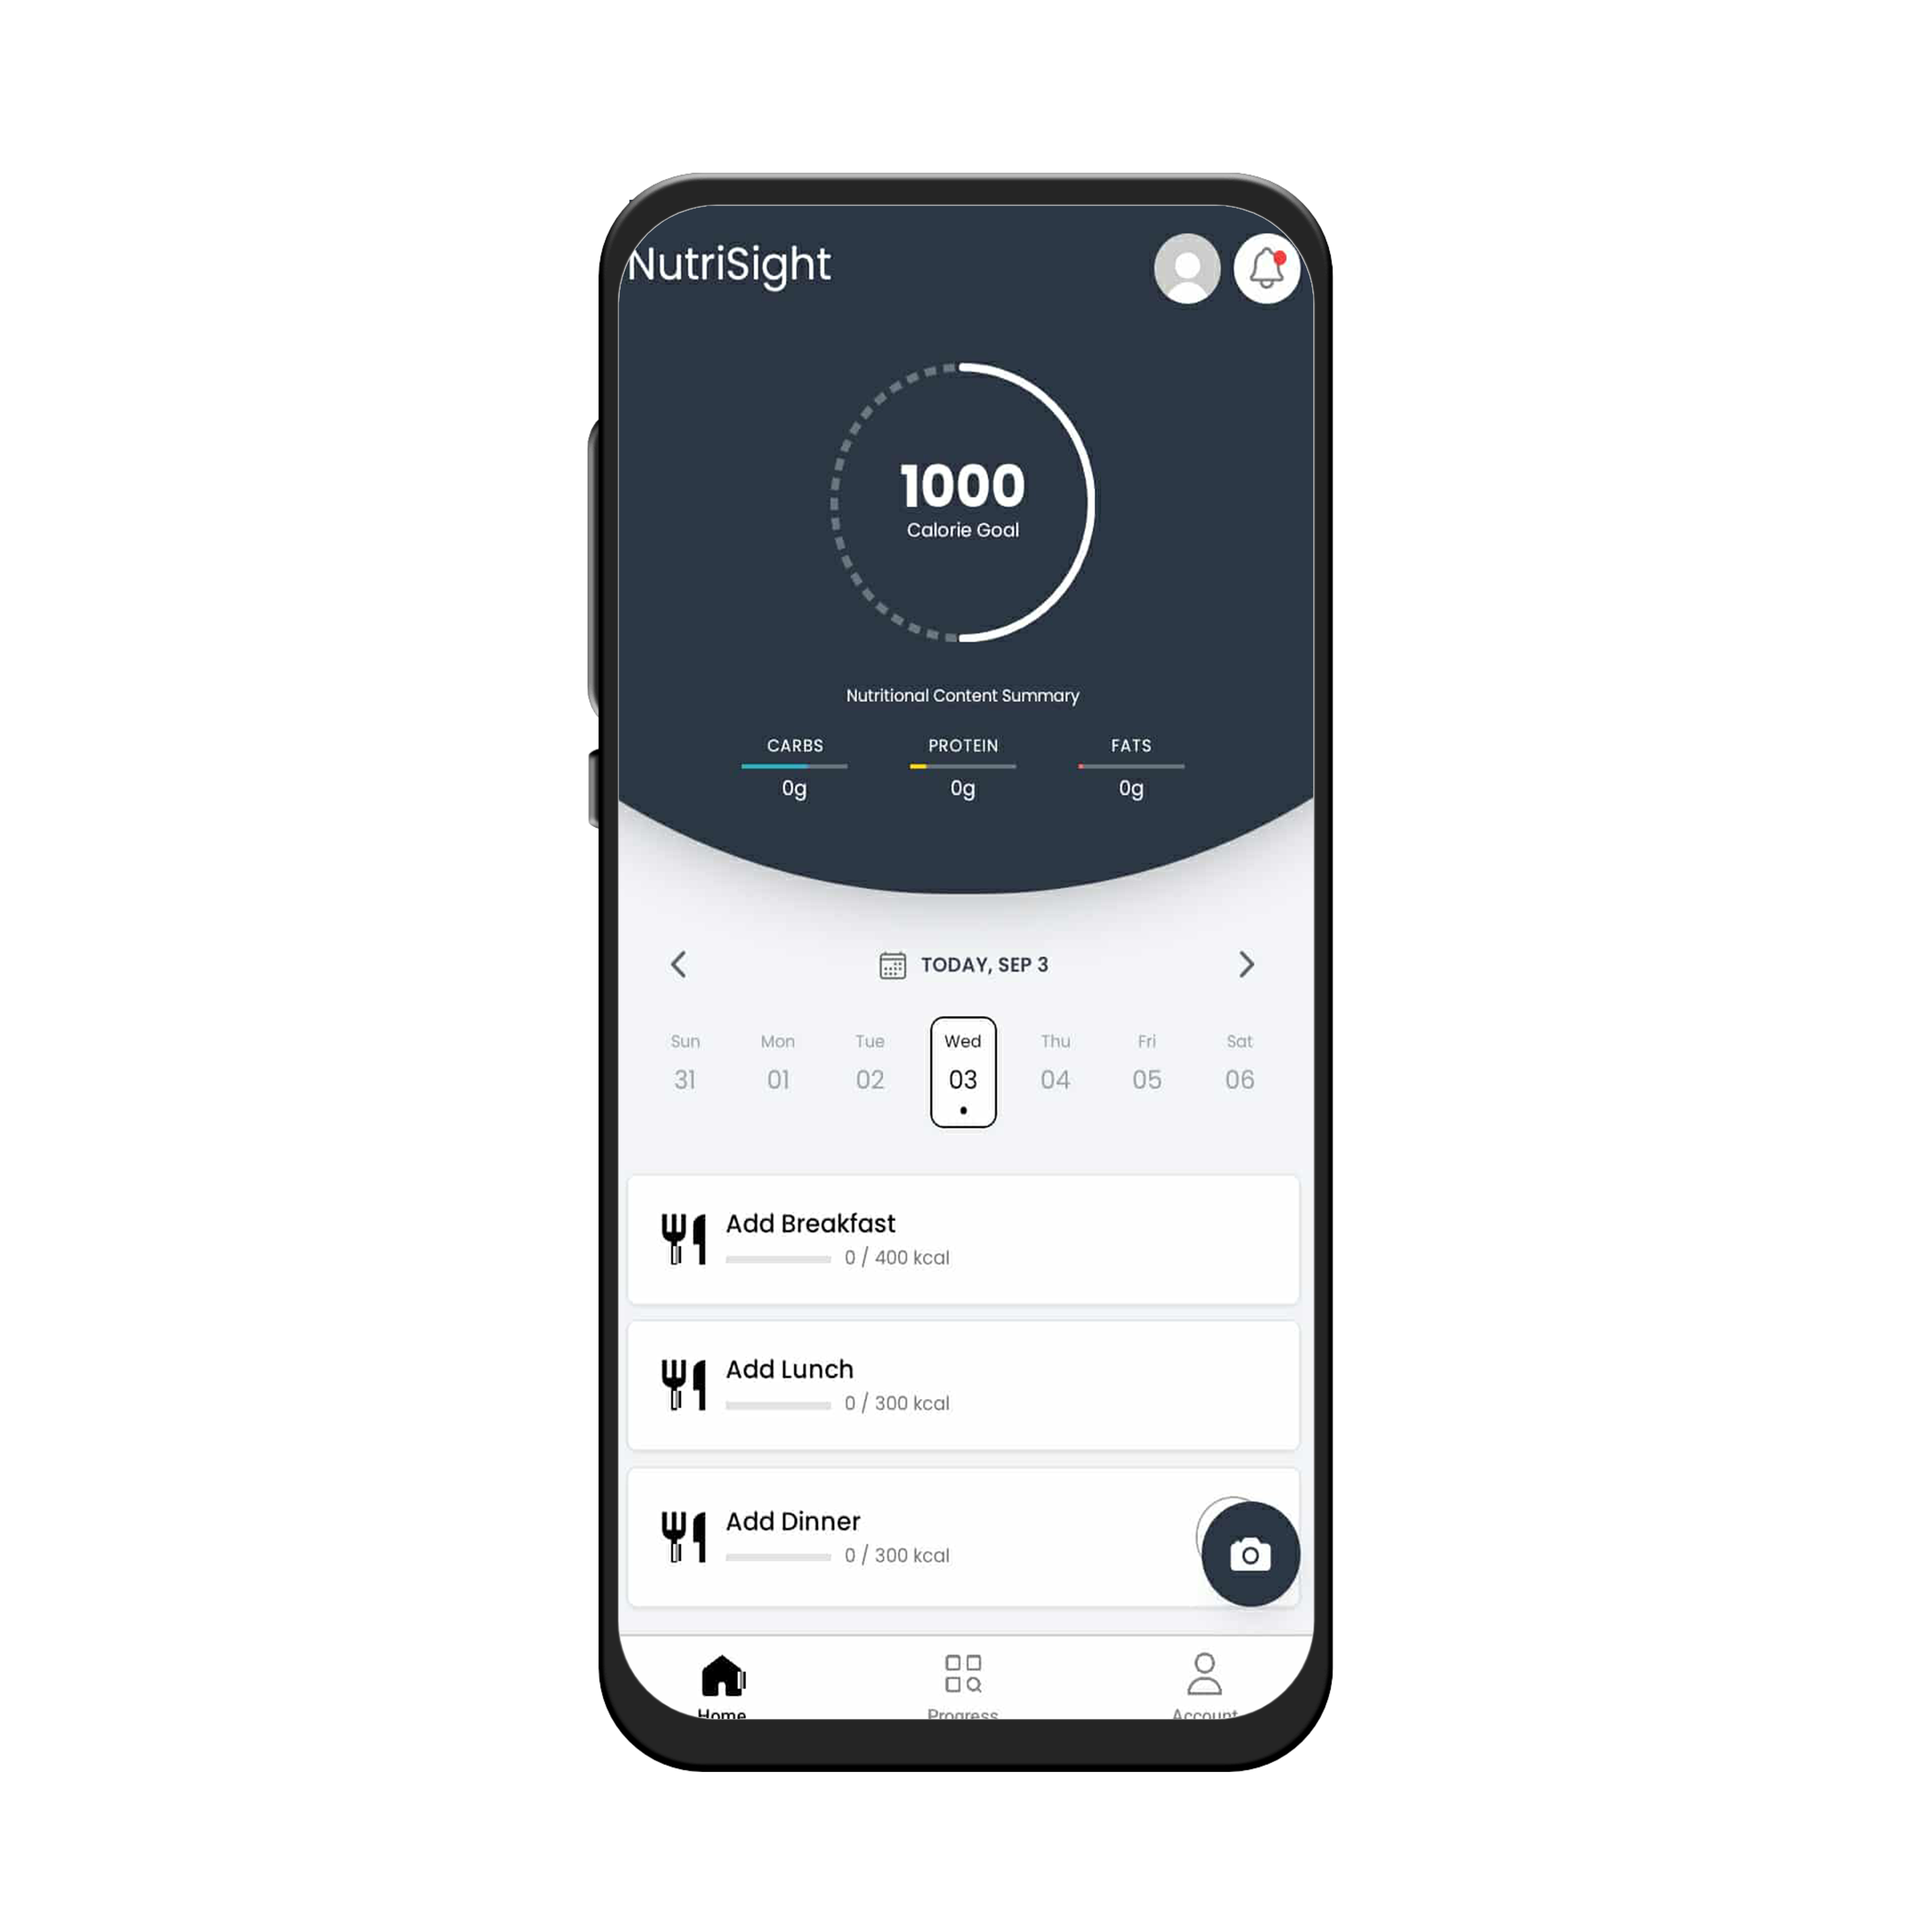 NutriSight
1000
Calorie Goal
Nutritional Content Summary
CARBS PROTEIN FATS
0g 0g 0g
TODAY, SEP 3
Sun Mon Tue Wed Thu Fri Sat
31 01 02 03 04 05 06
Add Breakfast
0 / 400 kcal
Add Lunch
0 / 300 kcal
Add Dinner
0 / 300 kcal
Home Progress Account